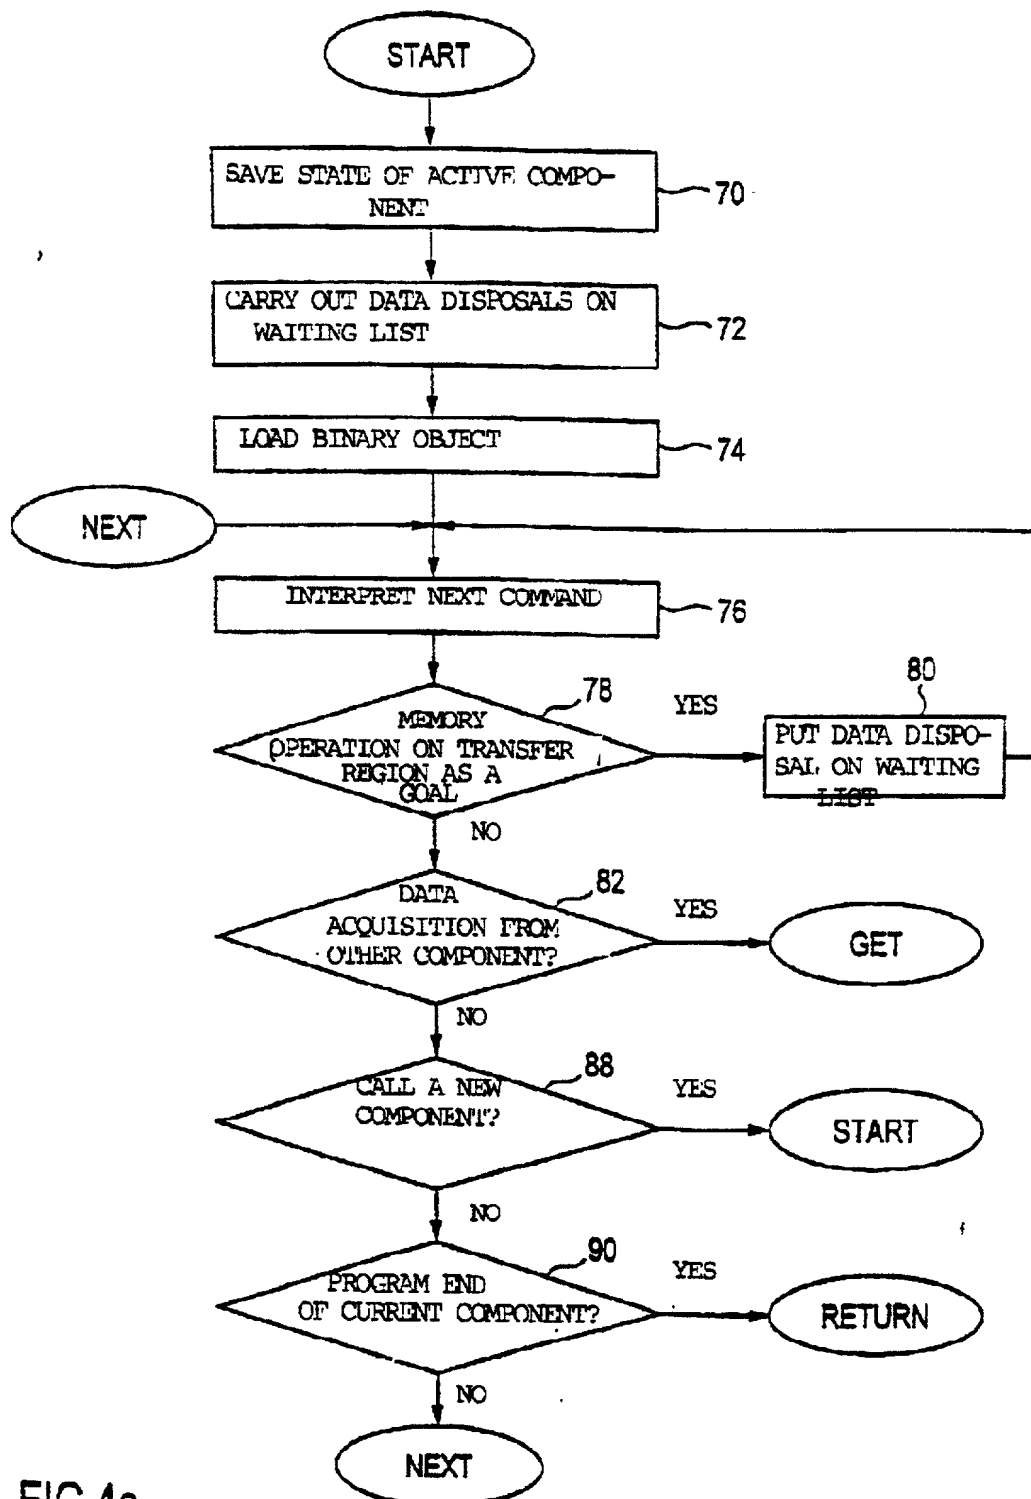 START
SAVE STATE OF ACTIVE COMPO-
NENT
70
CARRY OUT DATA DISPOSALS ON
WAITING LIST
72
LOAD BINARY OBJECT
74
NEXT
INTERPRET NEXT COMMAND
76
78
MEMORY
OPERATION ON TRANSFER
REGION AS A
GOAL
YES
80
PUT DATA DISPO-
SAL ON WAITING
LIST
NO
82
DATA
ACQUISITION FROM
OTHER COMPONENT?
YES
GET
NO
88
CALL A NEW
COMPONENT?
YES
START
NO
90
PROGRAM END
OF CURRENT COMPONENT?
YES
RETURN
NO
NEXT
FIG.4a